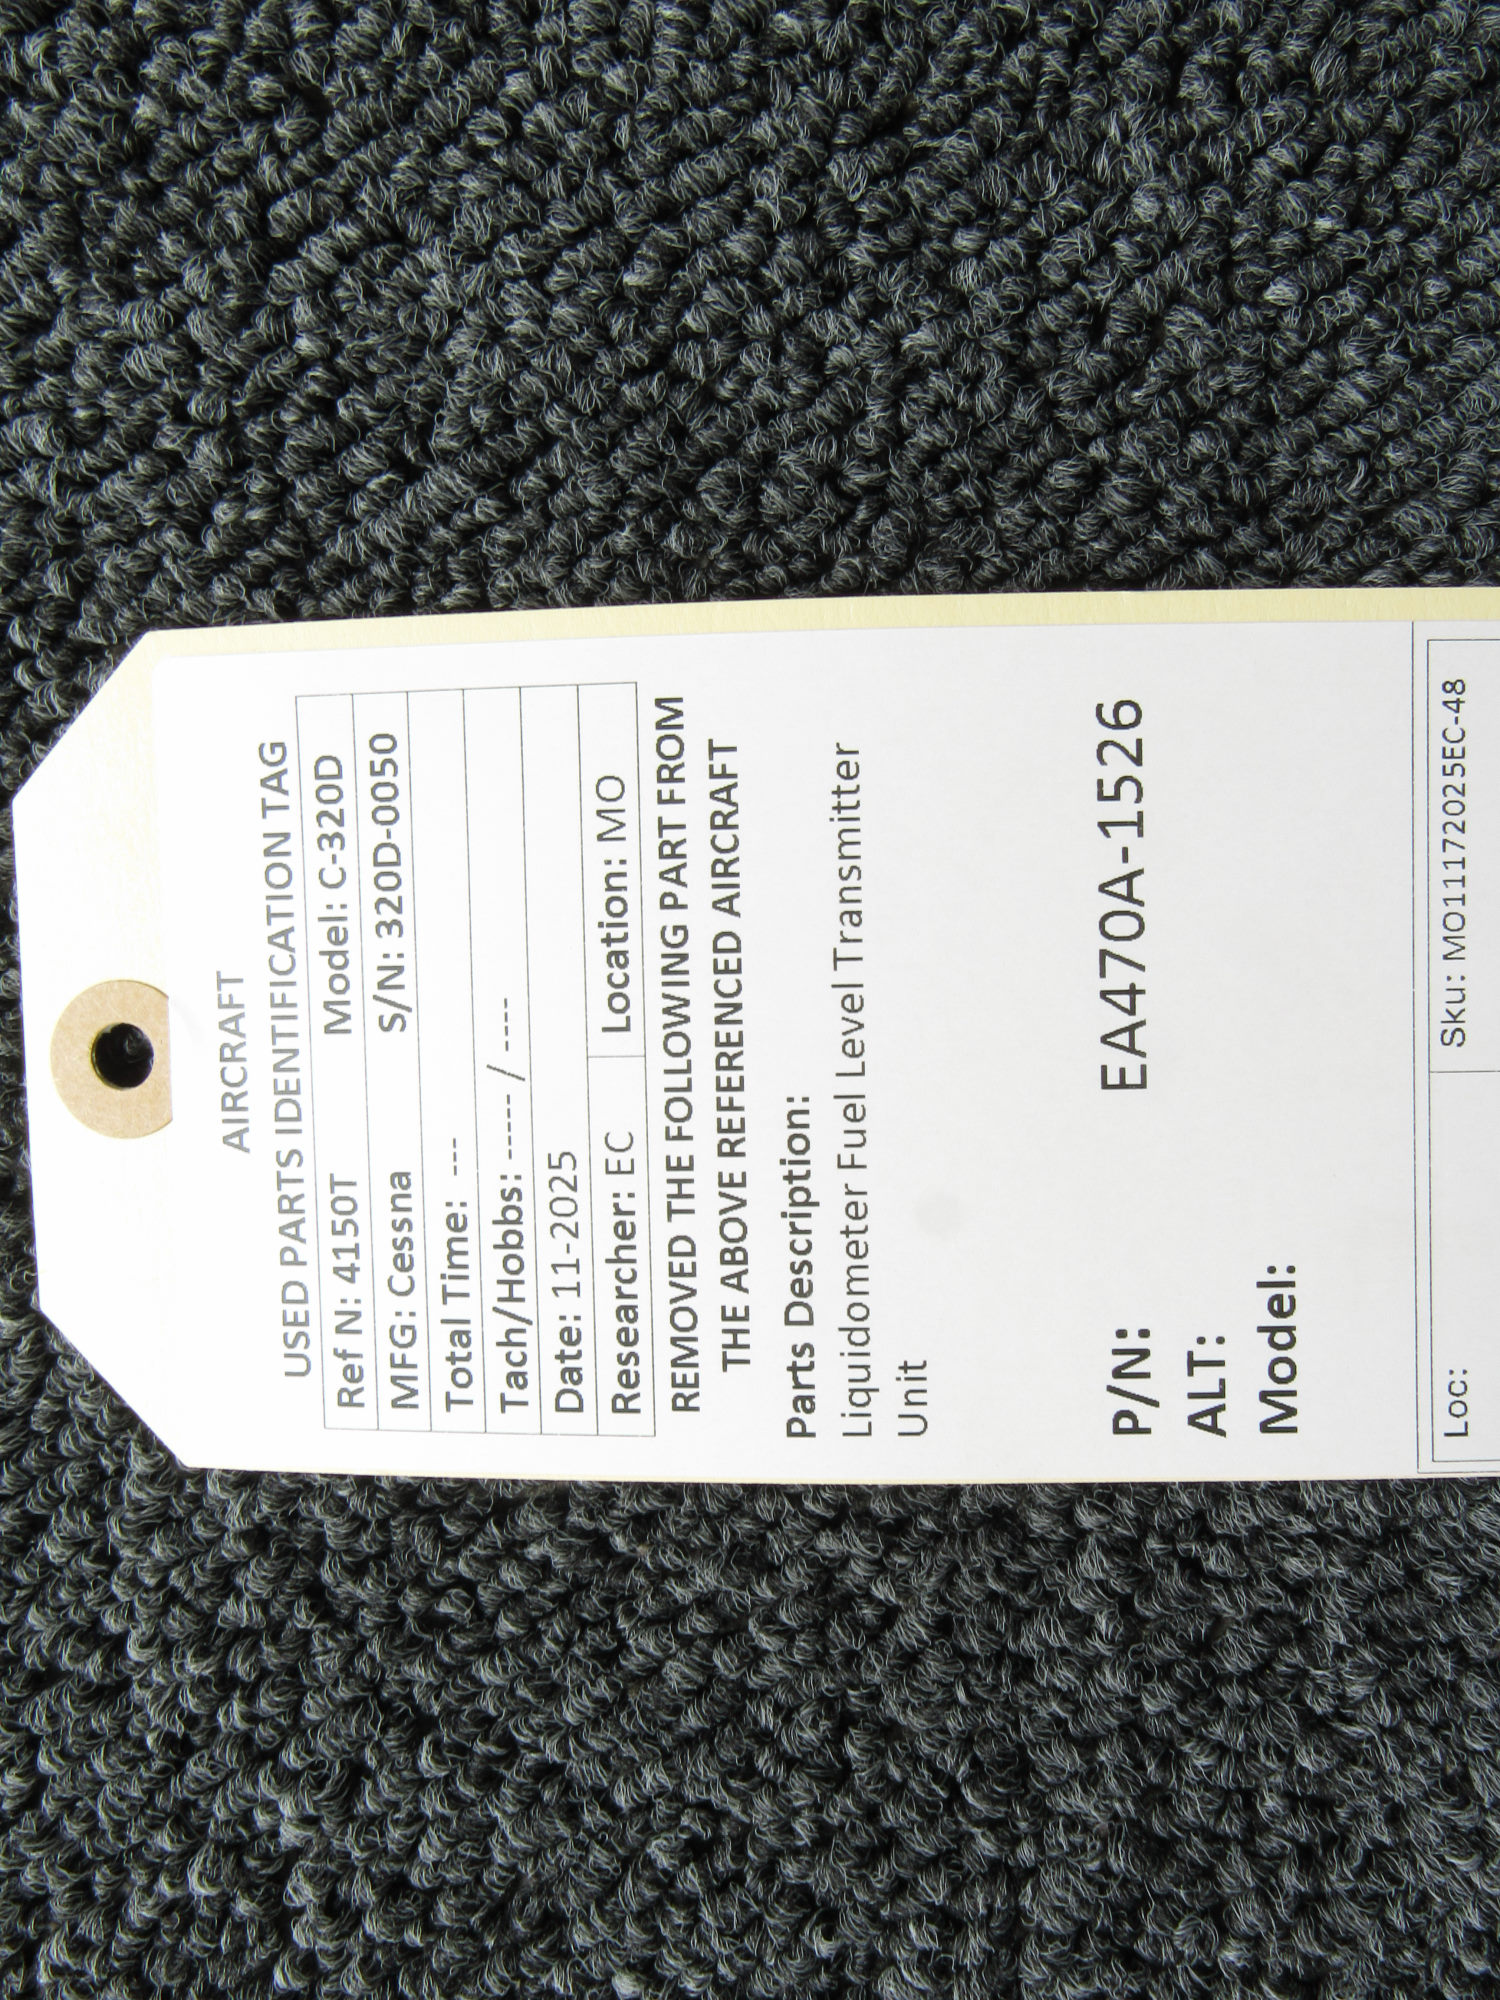 AIRCRAFT
USED PARTS IDENTIFICATION TAG
Ref N: 4150T Model: C-320D
MFG: Cessna S/N: 320D-0050
Total Time: ---
Tach/Hobbs: ----- / ----
Date: 11-2025
Researcher: EC Location: MO
REMOVED THE FOLLOWING PART FROM
THE ABOVE REFERENCED AIRCRAFT
Parts Description:
Liquidometer Fuel Level Transmitter
Unit
P/N: EA470A-1526
ALT:
Model:
Loc: Sku: MO11172025EC-48